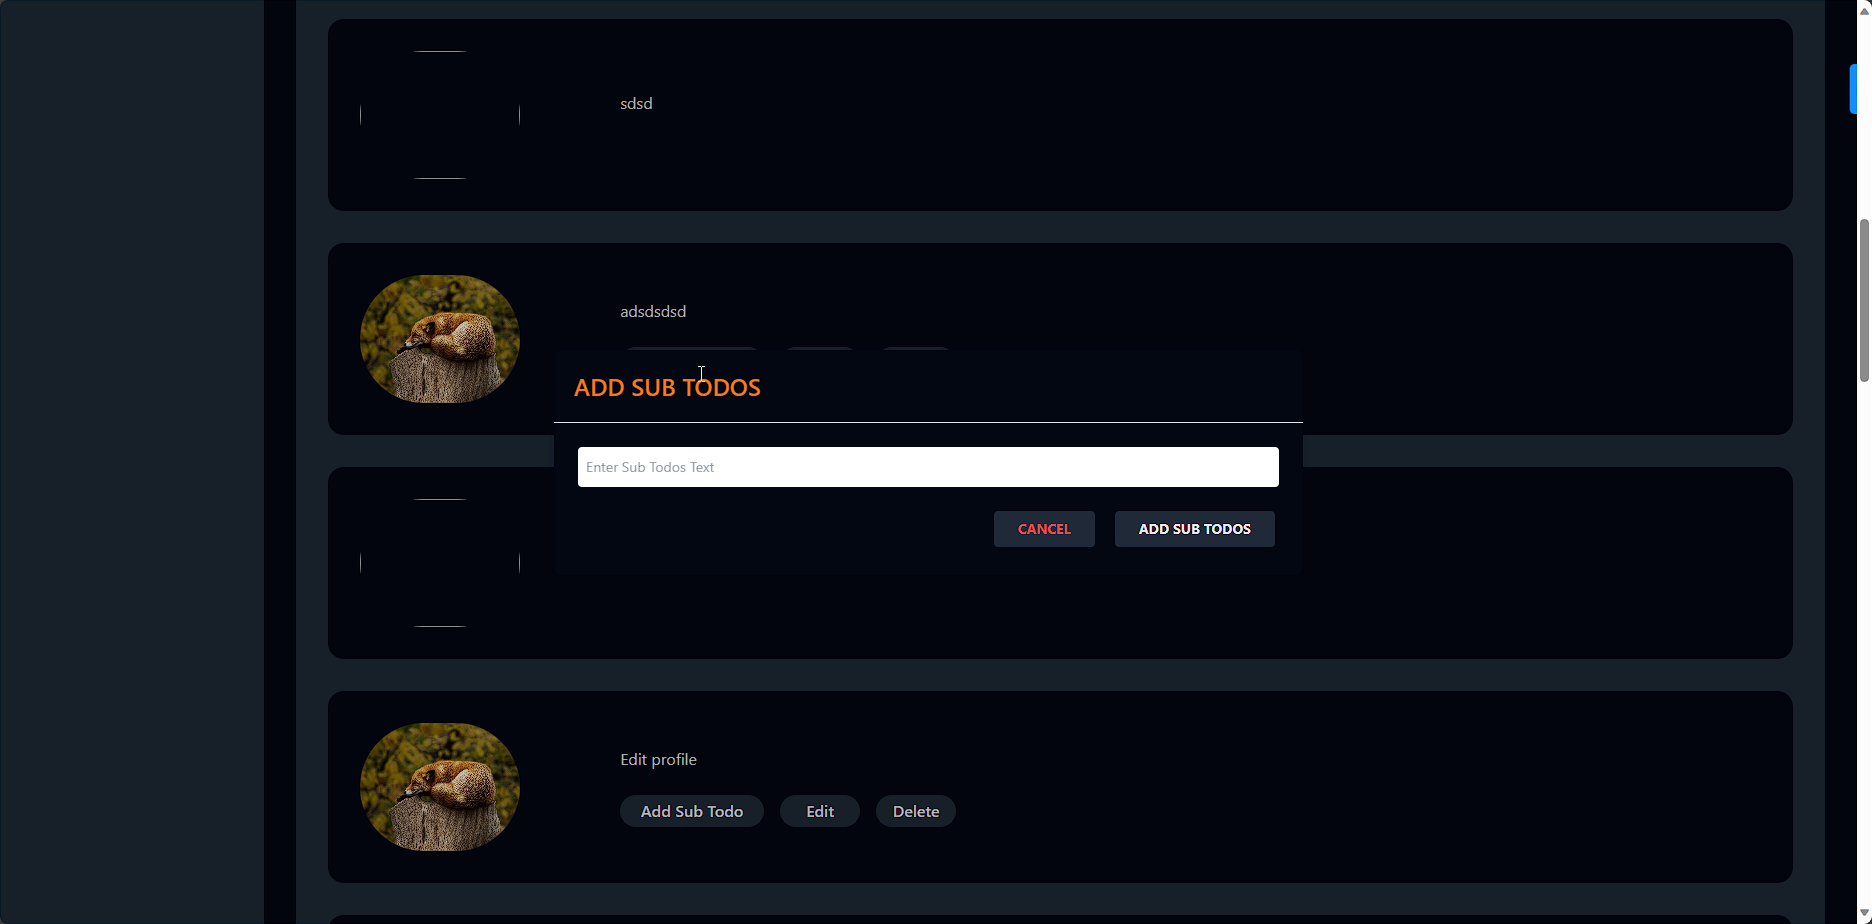 sdsd
adsdsdsd
ADD SUB TODOS
Enter Sub Todos Text
CANCEL
ADD SUB TODOS
Edit profile
Add Sub Todo
Edit
Delete